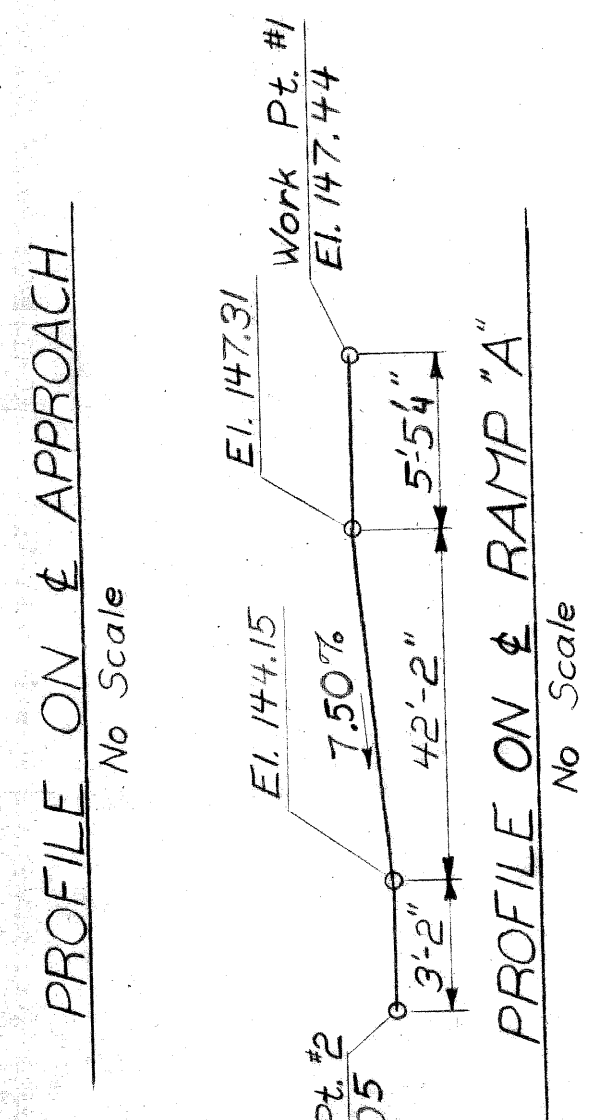 PROFILE ON ℄ APPROACH
No Scale
El. 144.15
El. 147.31
Work Pt. #1
El. 147.44
7.50%
Pt. #2
05
3'-2"
42'-2"
5'-5¼"
PROFILE ON ℄ RAMP "A"
No Scale